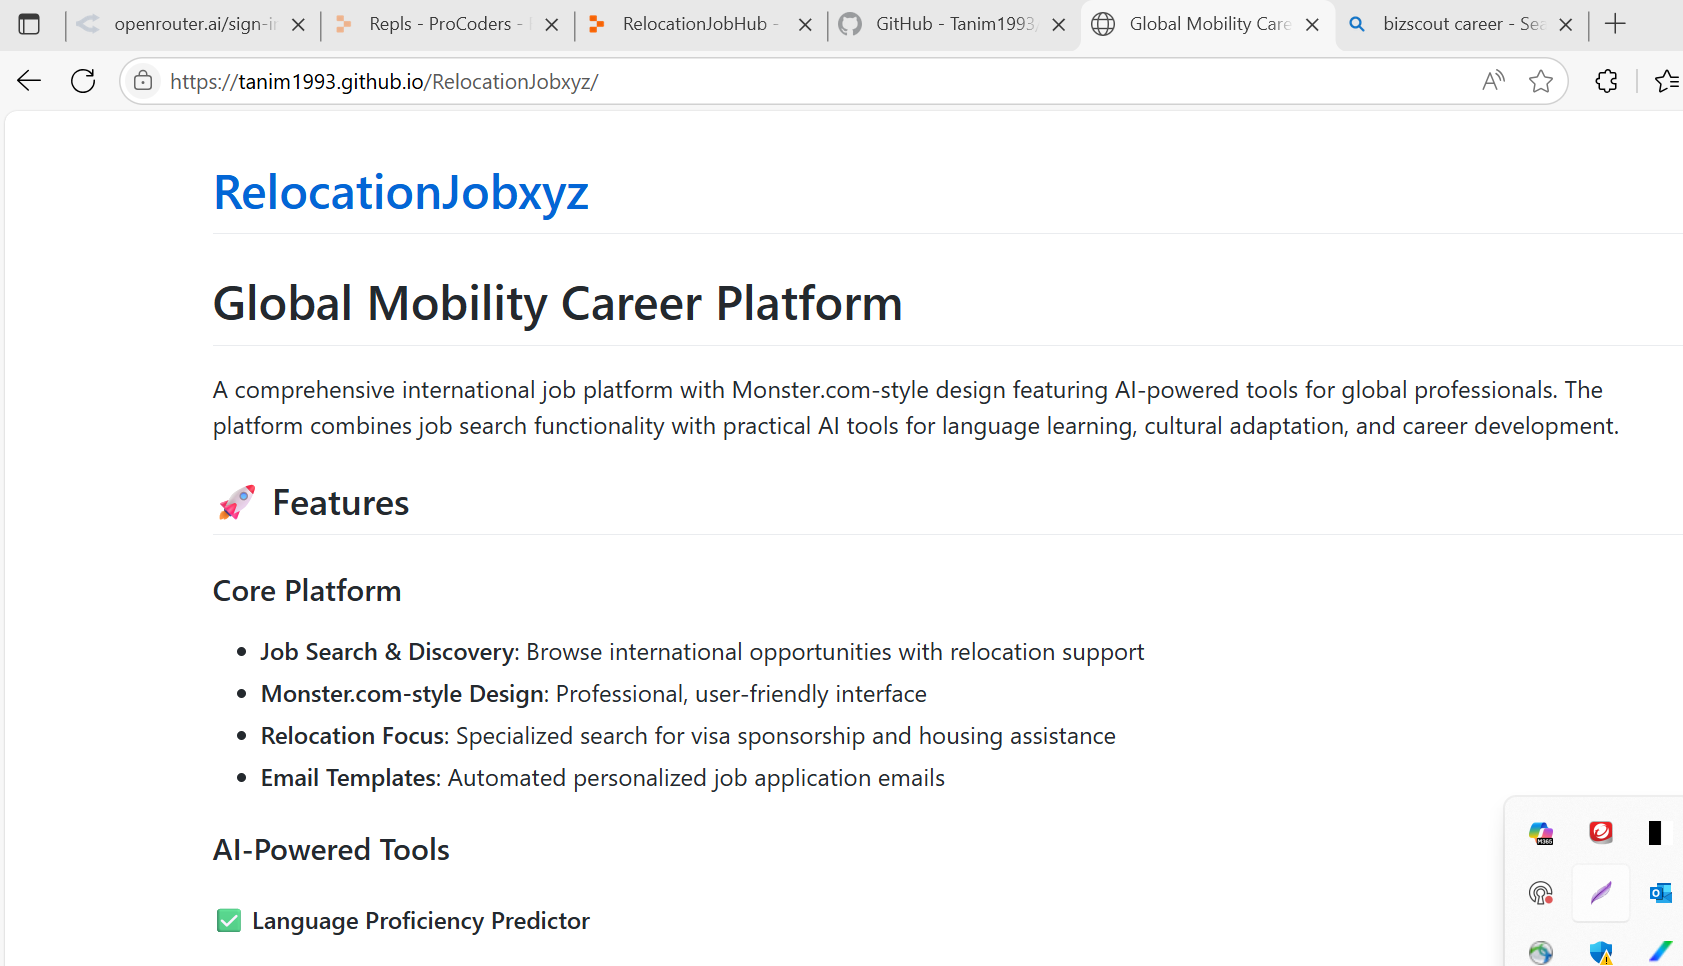 openrouter.ai/sign-i
Repls - ProCoders -
RelocationJobHub -
GitHub - Tanim1993/
Global Mobility Care
bizscout career - Sea
https://tanim1993.github.io/RelocationJobxyz/
RelocationJobxyz
Global Mobility Career Platform
A comprehensive international job platform with Monster.com-style design featuring AI-powered tools for global professionals. The
platform combines job search functionality with practical AI tools for language learning, cultural adaptation, and career development.
🚀 Features
Core Platform
• Job Search & Discovery: Browse international opportunities with relocation support
• Monster.com-style Design: Professional, user-friendly interface
• Relocation Focus: Specialized search for visa sponsorship and housing assistance
• Email Templates: Automated personalized job application emails
AI-Powered Tools
✅ Language Proficiency Predictor
M365